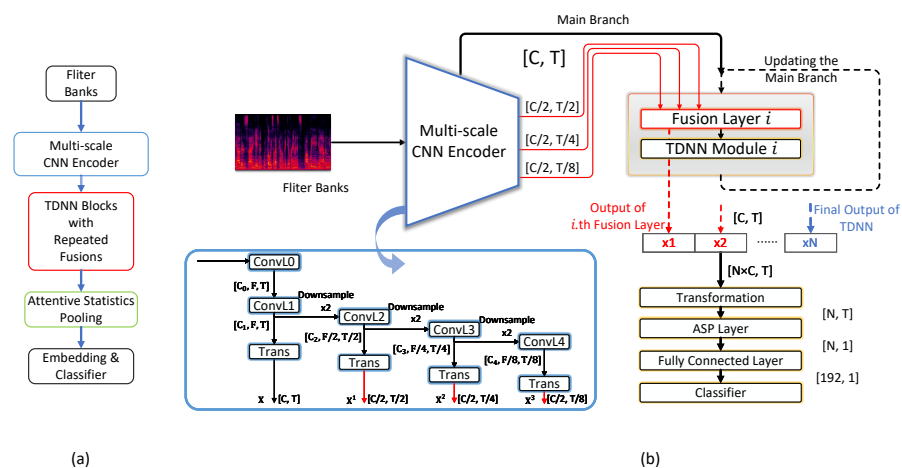 Fliter
Banks
Multi-scale
CNN Encoder
TDNN Blocks
with
Repeated
Fusions
Attentive Statistics
Pooling
Embedding &
Classifier
(a)
Main Branch
[C, T]
Updating the
Main Branch
Fliter Banks
Multi-scale
CNN Encoder
[C/2, T/2]
[C/2, T/4]
[C/2, T/8]
Fusion Layer i
TDNN Module i
Output of
i.th Fusion Layer
[C, T]
Final Output of
TDNN
x1 x2 ...... xN
[N×C, T]
Transformation
[N, T]
ASP Layer
[N, 1]
Fully Connected Layer
[192, 1]
Classifier
ConvL0
[C₀, F, T]
ConvL1
Downsample
x2
ConvL2
Downsample
x2
ConvL3
Downsample
x2
ConvL4
[C₁, F, T]
[C₂, F/2, T/2]
[C₃, F/4, T/4]
[C₄, F/8, T/8]
Trans
Trans
Trans
Trans
x [C, T]
x¹ [C/2, T/2]
x² [C/2, T/4]
x³ [C/2, T/8]
(b)